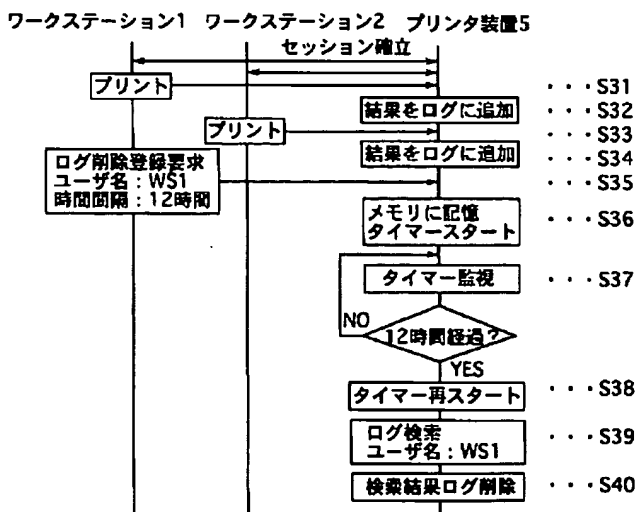 ワークステーション1 ワークステーション2 プリンタ装置5
セッション確立
プリント ・・・S31
結果をログに追加 ・・・S32
プリント ・・・S33
結果をログに追加 ・・・S34
ログ削除登録要求
ユーザ名：WS1
時間間隔：12時間
・・・S35
メモリに記憶
タイマースタート
・・・S36
タイマー監視 ・・・S37
NO
12時間経過？
YES
タイマー再スタート ・・・S38
ログ検索
ユーザ名：WS1
・・・S39
検索結果ログ削除 ・・・S40